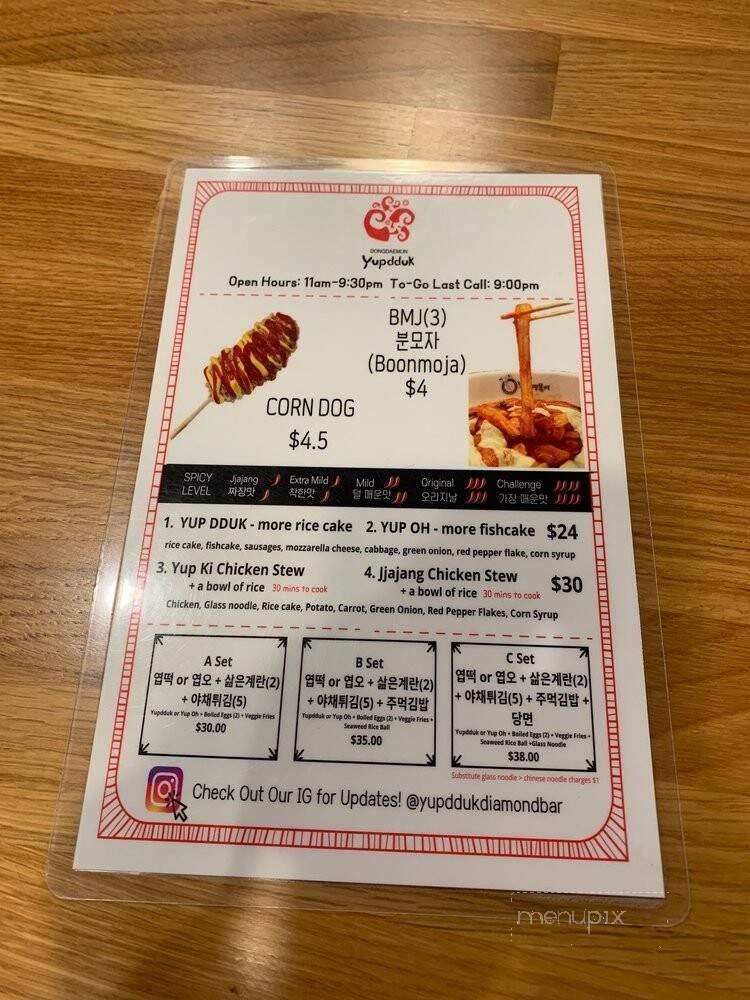 DONGDAEMUN
Yupdduk
Open Hours: 11am-9:30pm To-Go Last Call: 9:00pm
BMJ(3)
분모자
(Boonmoja)
$4
CORN DOG
$4.5
SPICY LEVEL
Jjajang 짜장맛
Extra Mild 착한맛
Mild 덜 매운맛
Original 오리지날
Challenge 가장 매운맛
1. YUP DDUK - more rice cake 2. YUP OH - more fishcake $24
rice cake, fishcake, sausages, mozzarella cheese, cabbage, green onion, red pepper flake, corn syrup
3. Yup Ki Chicken Stew
+ a bowl of rice 30 mins to cook
4. Jjajang Chicken Stew
+ a bowl of rice 30 mins to cook
$30
Chicken, Glass noodle, Rice cake, Potato, Carrot, Green Onion, Red Pepper Flakes, Corn Syrup
A Set
엽떡 or 엽오 + 삶은계란(2)
+ 야채튀김(5)
Yupdduk or Yup Oh + Boiled Eggs (2) + Veggie Fries
$30.00
B Set
엽떡 or 엽오 + 삶은계란(2)
+ 야채튀김(5) + 주먹김밥
Yupdduk or Yup Oh + Boiled Eggs (2) + Veggie Fries +
Seaweed Rice Ball
$35.00
C Set
엽떡 or 엽오 + 삶은계란(2)
+ 야채튀김(5) + 주먹김밥 +
당면
Yupdduk or Yup Oh + Boiled Eggs (2) + Veggie Fries +
Seaweed Rice Ball +Glass Noodle
$38.00
Substitute glass noodle > chinese noodle charges $1
Check Out Our IG for Updates! @yupddukdiamondbar
menupix